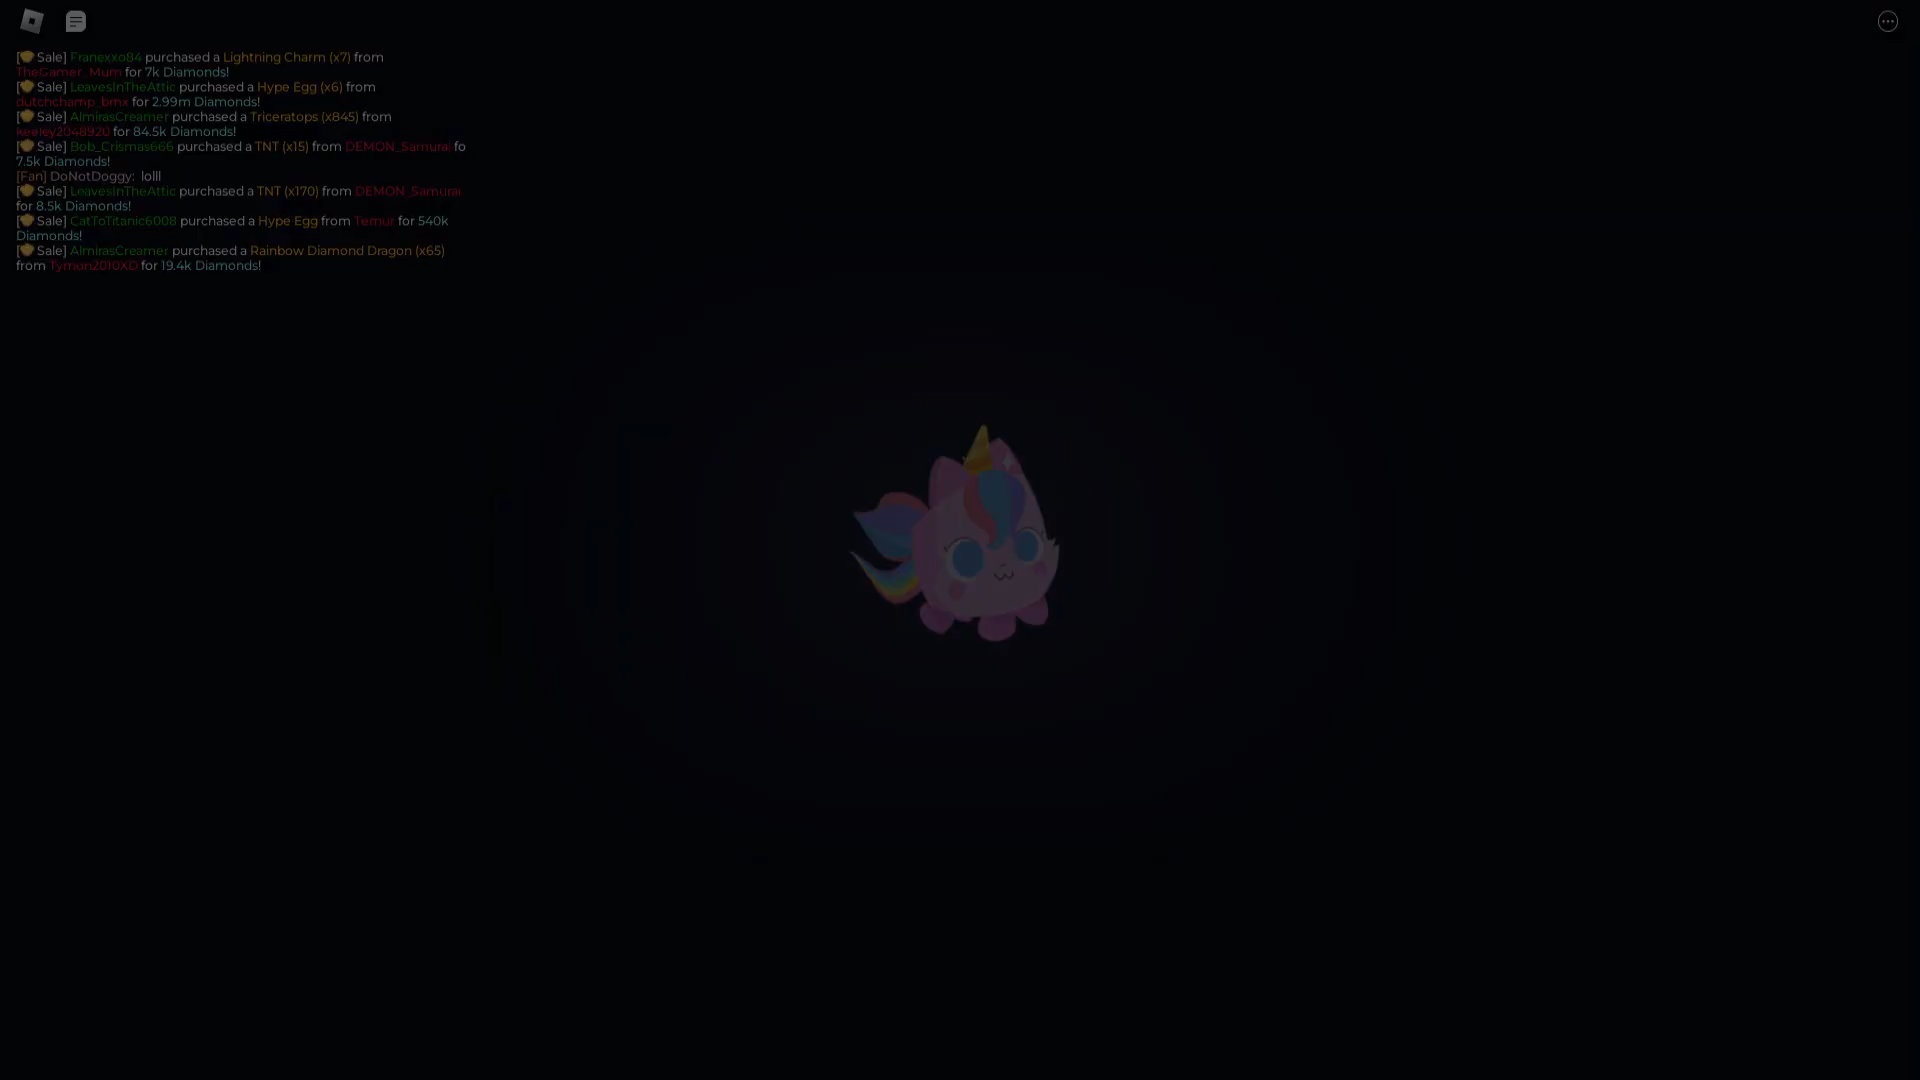 [Sale] Franexxo84 purchased a Lightning Charm (x7) from
TheGamer_Mum for 7k Diamonds!
[Sale] LeavesInTheAttic purchased a Hype Egg (x6) from
dutchchamp_bmx for 2.99m Diamonds!
[Sale] AlmirasCreamer purchased a Triceratops (x845) from
keeley2048920 for 84.5k Diamonds!
[Sale] Bob_Crismas666 purchased a TNT (x15) from DEMON_Samurai fo
7.5k Diamonds!
[Fan] DoNotDoggy: lolll
[Sale] LeavesInTheAttic purchased a TNT (x170) from DEMON_Samurai
for 8.5k Diamonds!
[Sale] CatToTitanic6008 purchased a Hype Egg from Temur for 540k
Diamonds!
[Sale] AlmirasCreamer purchased a Rainbow Diamond Dragon (x65)
from Tymon2010XD for 19.4k Diamonds!